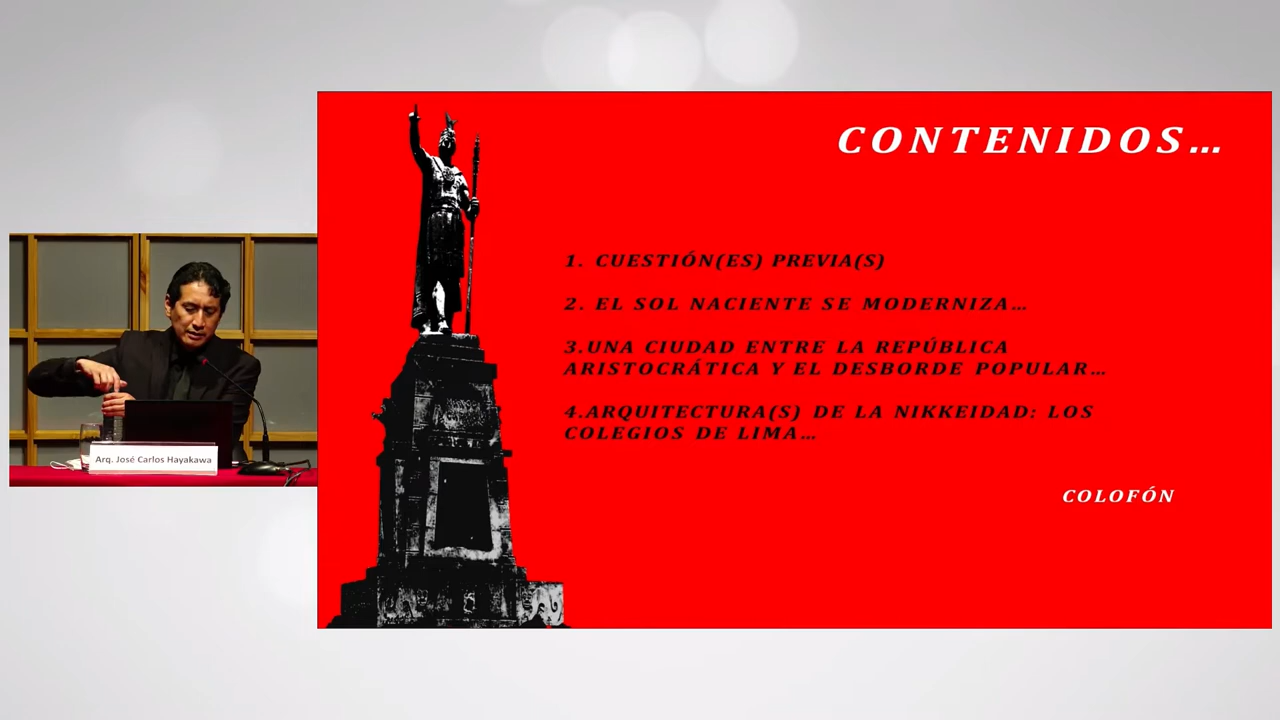 CONTENIDOS…
1. CUESTIÓN(ES) PREVIA(S)
2. EL SOL NACIENTE SE MODERNIZA…
3.UNA CIUDAD ENTRE LA REPÚBLICA
ARISTOCRÁTICA Y EL DESBORDE POPULAR…
4.ARQUITECTURA(S) DE LA NIKKEIDAD: LOS
COLEGIOS DE LIMA…
COLOFÓN
Arq. José Carlos Hayakawa